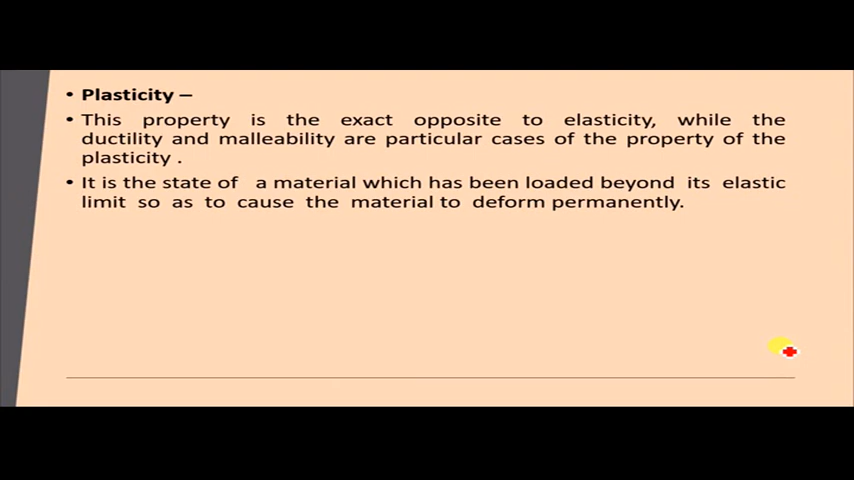 • Plasticity –
• This property is the exact opposite to elasticity, while the
ductility and malleability are particular cases of the property of the
plasticity .
• It is the state of a material which has been loaded beyond its elastic
limit so as to cause the material to deform permanently.